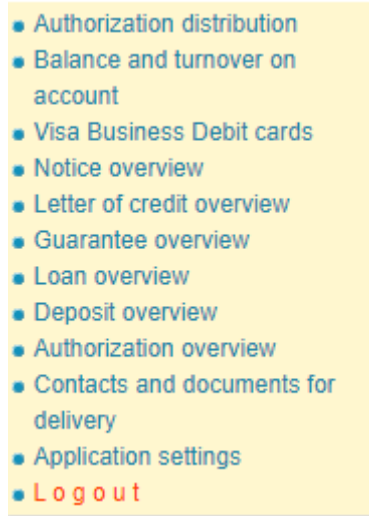 Authorization distribution
Balance and turnover on
account
Visa Business Debit cards
Notice overview
Letter of credit overview
Guarantee overview
Loan overview
Deposit overview
Authorization overview
Contacts and documents for
delivery
Application settings
L o g o u t